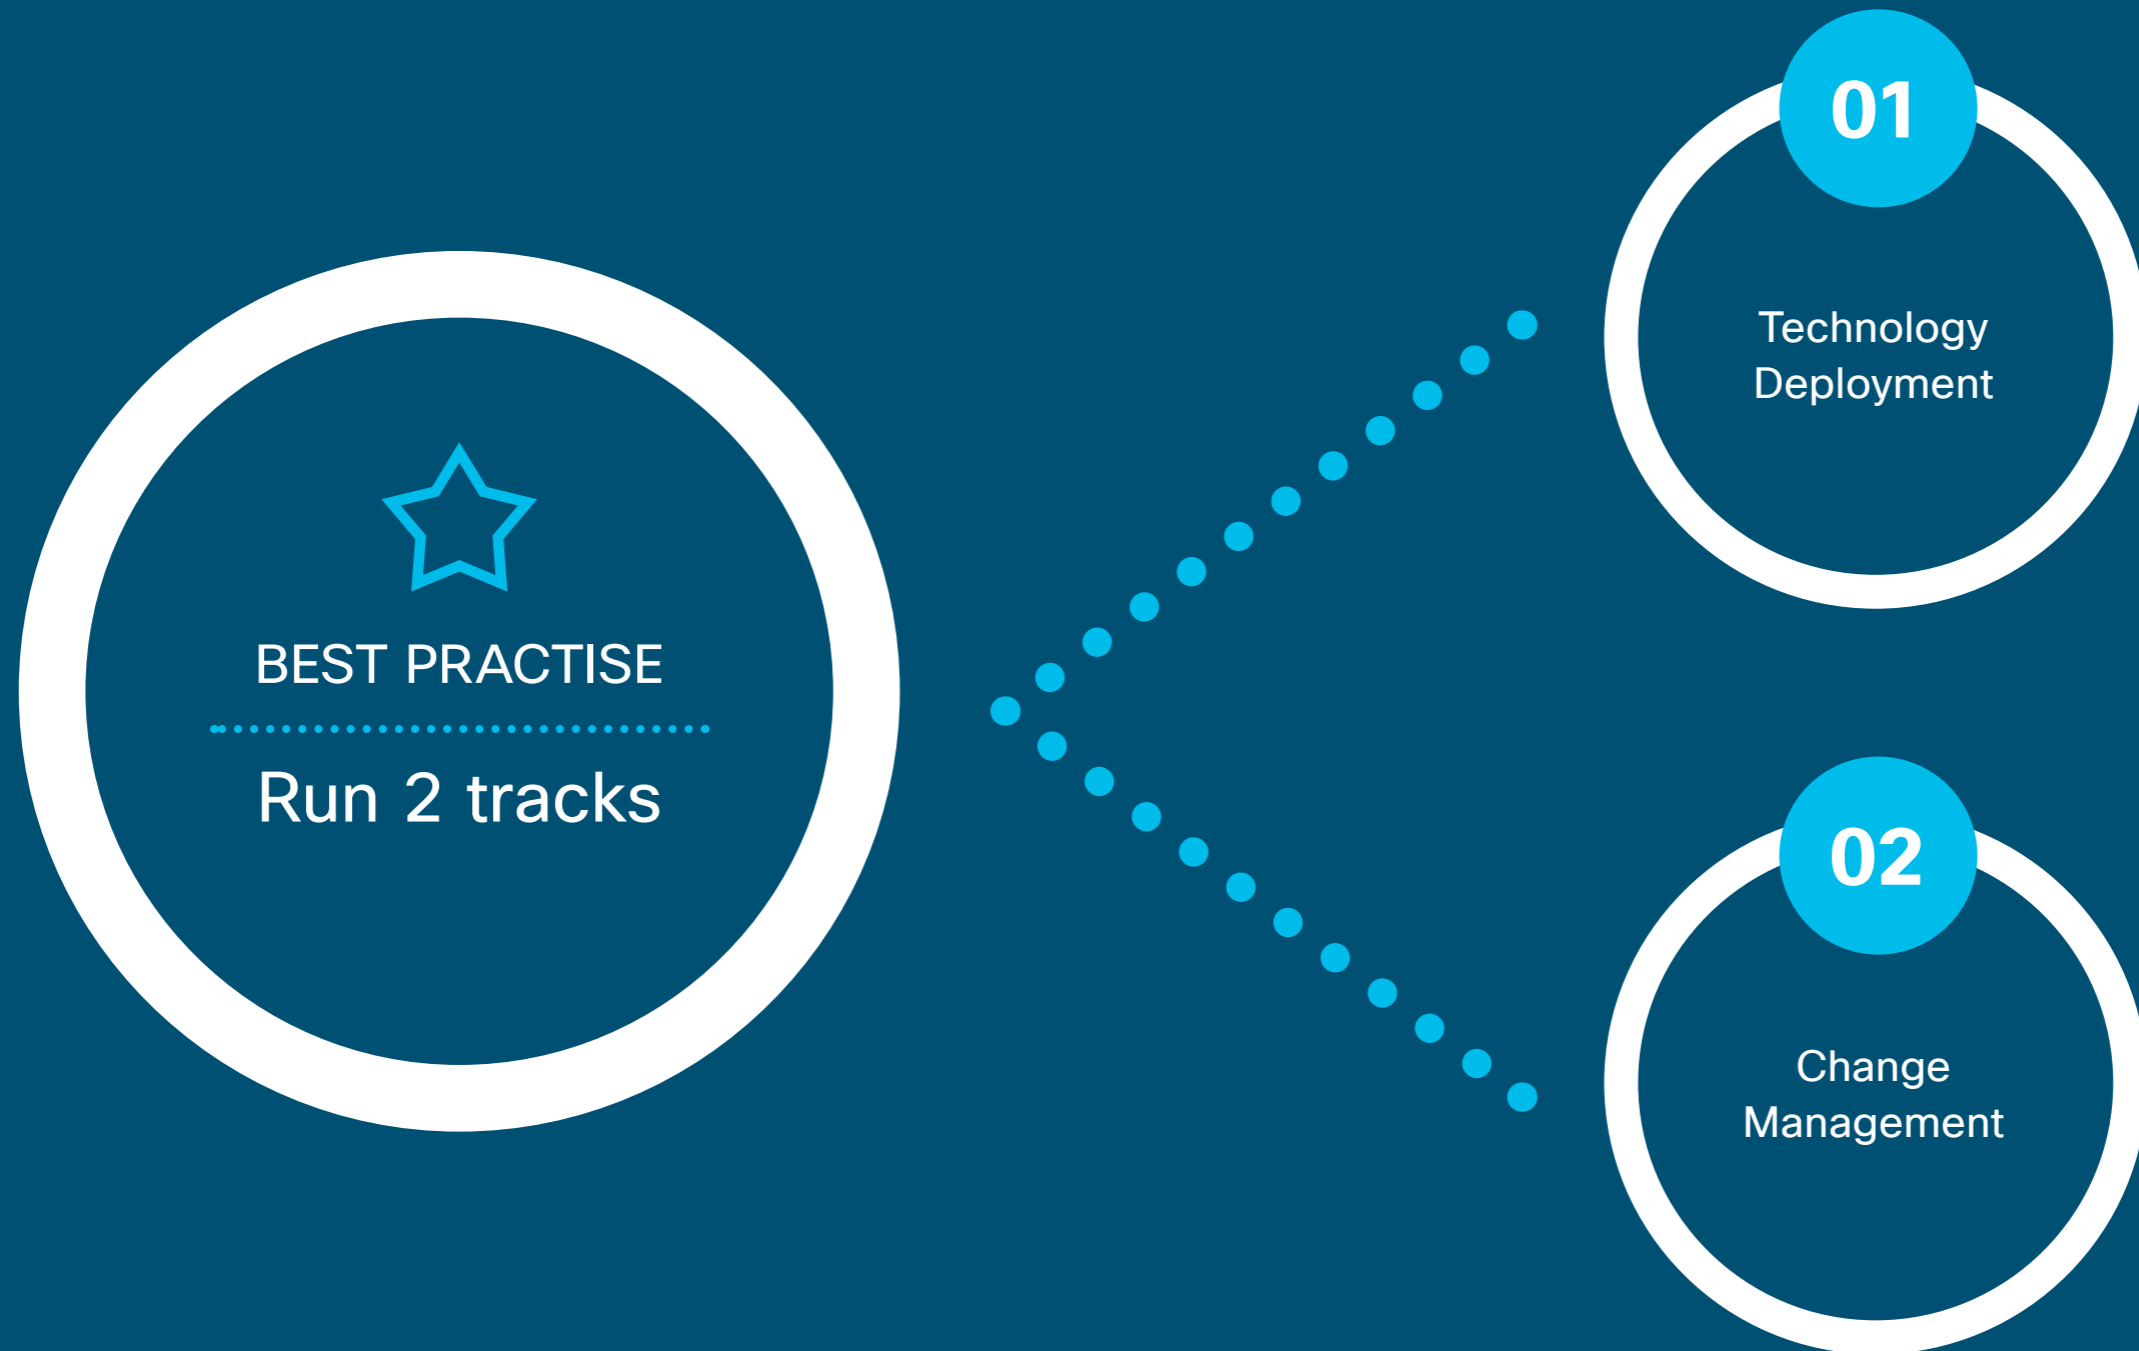 BEST PRACTISE
Run 2 tracks
01
Technology
Deployment
02
Change
Management